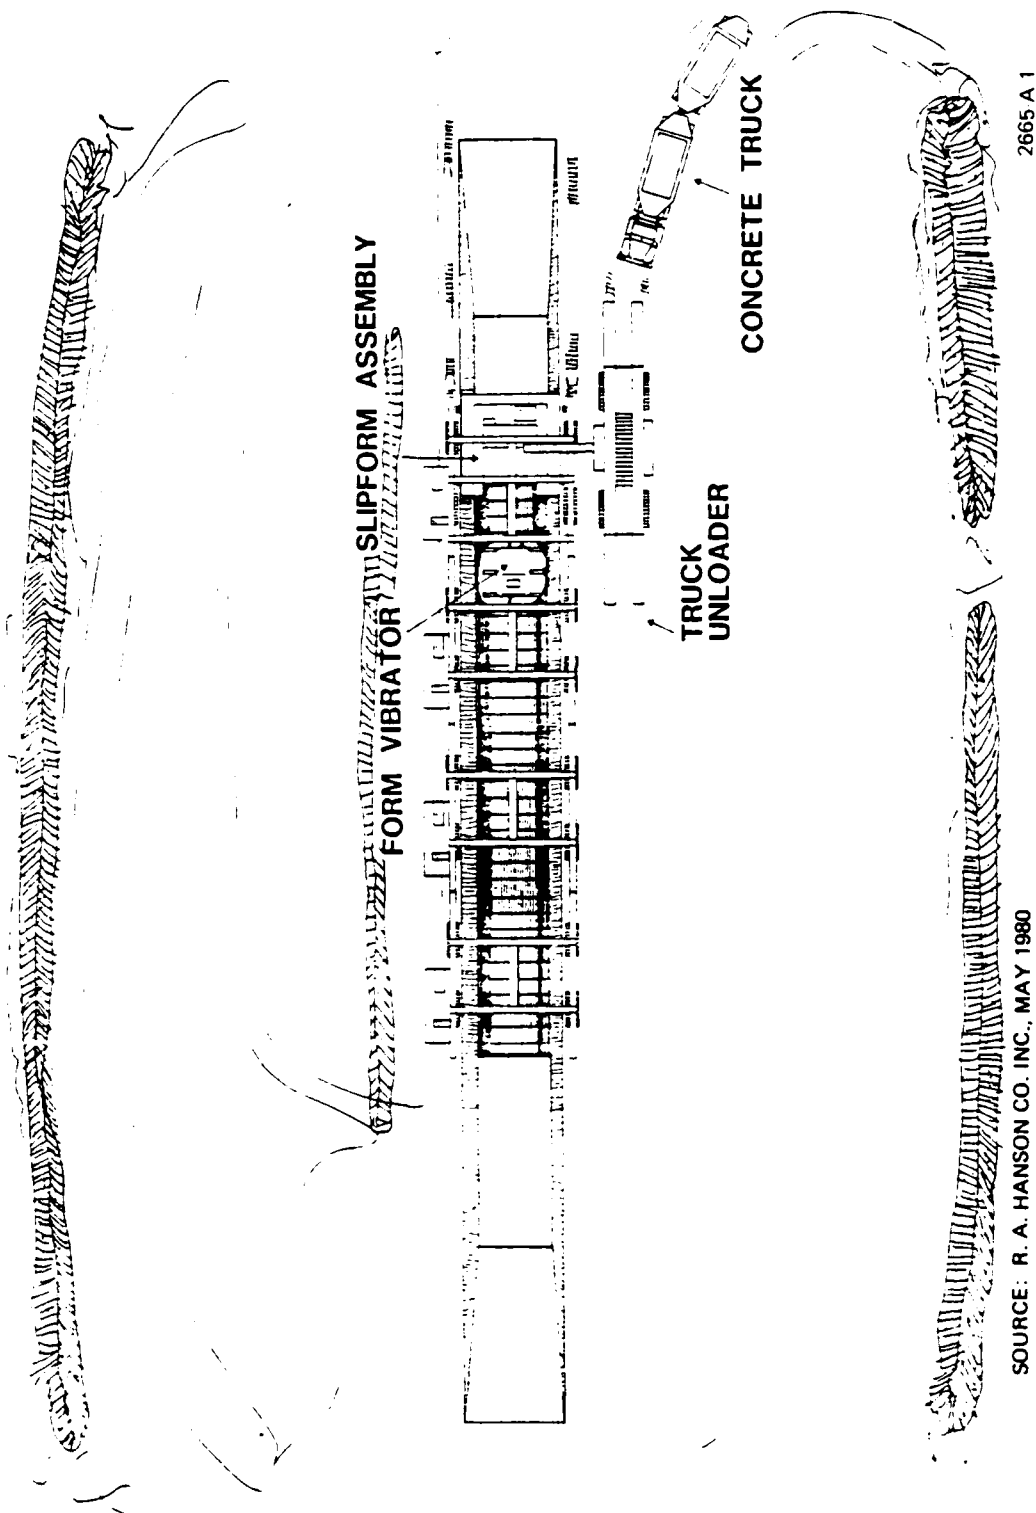 SLIPFORM ASSEMBLY
FORM VIBRATOR
TRUCK
UNLOADER
CONCRETE TRUCK
SOURCE: R. A. HANSON CO. INC., MAY 1980
2665 A 1